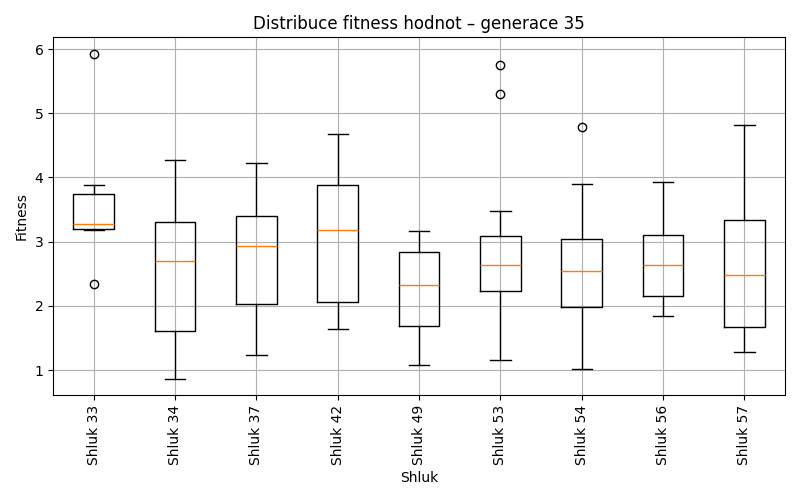 Distribuce fitness hodnot – generace 35
Fitness
6
5
4
3
2
1
Shluk 33
Shluk 34
Shluk 37
Shluk 42
Shluk 49
Shluk 53
Shluk 54
Shluk 56
Shluk 57
Shluk